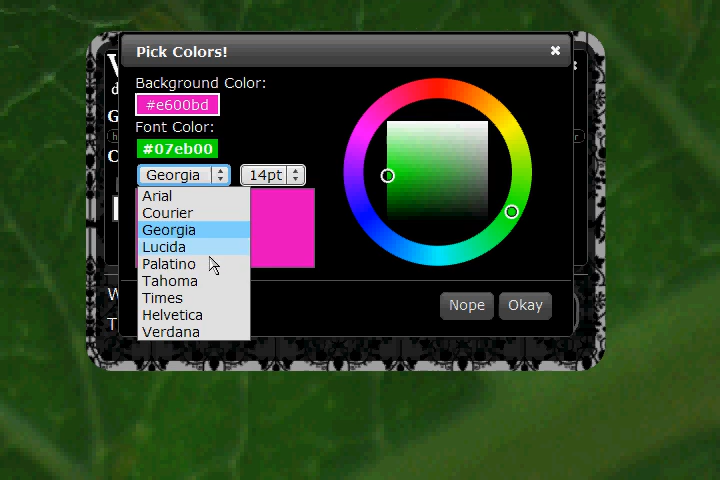 Pick Colors!
Background Color:
#e600bd
Font Color:
#07eb00
Georgia
14pt
Arial
Courier
Georgia
Lucida
Palatino
Tahoma
Times
Helvetica
Verdana
Nope
Okay